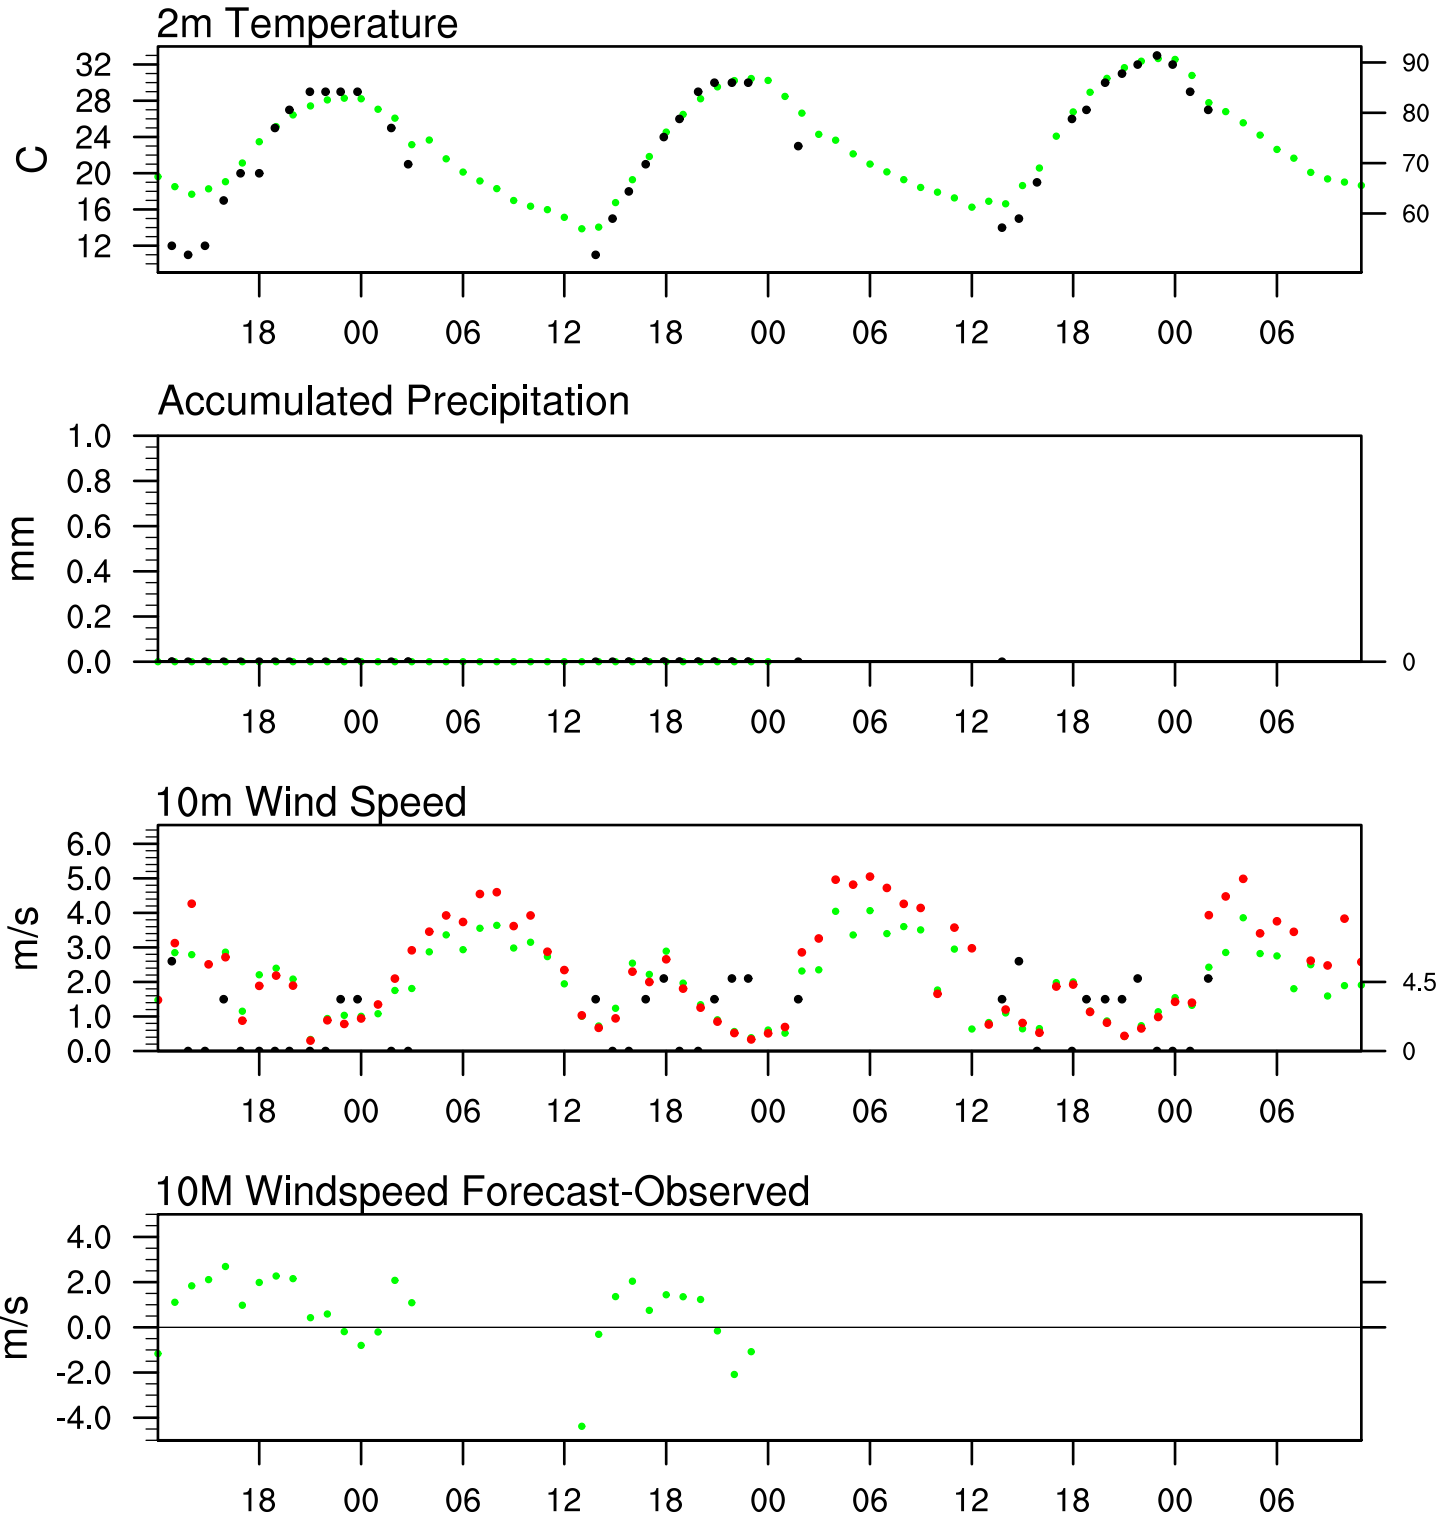 2m Temperature
32
28
24
20
16
12
C
90
80
70
60
18 00 06 12 18 00 06 12 18 00 06
Accumulated Precipitation
1.0
0.8
0.6
0.4
0.2
0.0
mm
0
18 00 06 12 18 00 06 12 18 00 06
10m Wind Speed
6.0
5.0
4.0
3.0
2.0
1.0
0.0
m/s
4.5
0
18 00 06 12 18 00 06 12 18 00 06
10M Windspeed Forecast-Observed
4.0
2.0
0.0
-2.0
-4.0
m/s
18 00 06 12 18 00 06 12 18 00 06